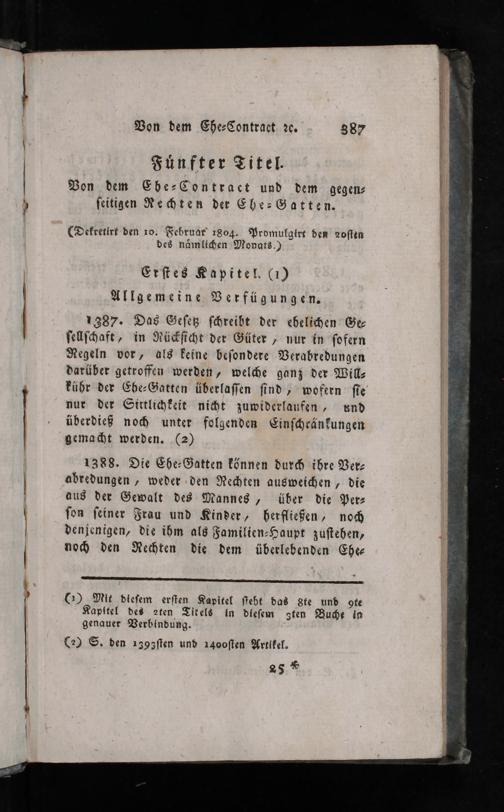 Von dem Ehe-Contract ꝛc. 387
Fünfter Titel.
Von dem Ehe-Contract und dem gegen-
seitigen Rechten der Ehe-Gatten.
(Dekretirt den 10. Februar 1804. Promulgirt den 20sten
des nämlichen Monats.)
Erstes Kapitel. (1)
Allgemeine Verfügungen.
1387. Das Gesetz schreibt der ehelichen Ge-
sellschaft, in Rücksicht der Güter, nur in sofern
Regeln vor, als keine besondere Verabredungen
darüber getroffen werden, welche ganz der Will-
kühr der Ehe-Gatten überlassen sind, wofern sie
nur der Sittlichkeit nicht zuwiderlaufen, und
überdieß noch unter folgenden Einschränkungen
gemacht werden. (2)
1388. Die Ehe-Gatten können durch ihre Ver-
abredungen, weder den Rechten ausweichen, die
aus der Gewalt des Mannes, über die Per-
son seiner Frau und Kinder, herfließen, noch
denjenigen, die ihm als Familien-Haupt zustehen,
noch den Rechten die dem überlebenden Ehe-
(1) Mit diesem ersten Kapitel steht das 8te und 9te
Kapitel des 2ten Titels in diesem 3ten Buche in
genauer Verbindung.
(2) S. den 1393sten und 1400sten Artikel.
25 *